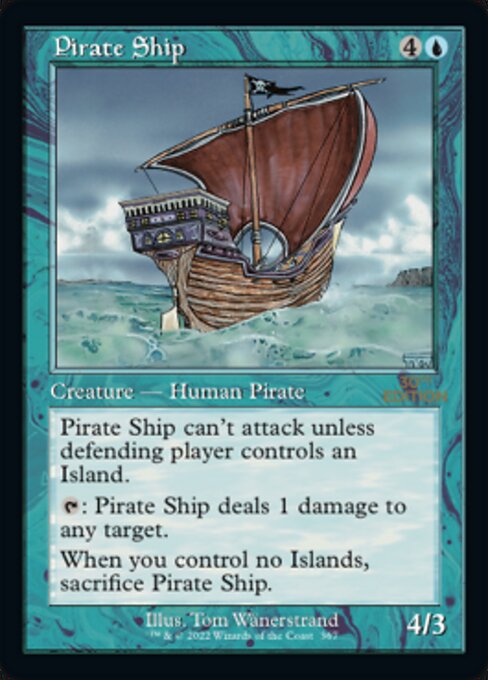 Pirate Ship 4
Creature — Human Pirate
30TH EDITION
Pirate Ship can't attack unless
defending player controls an
Island.
: Pirate Ship deals 1 damage to
any target.
When you control no Islands,
sacrifice Pirate Ship.
Illus. Tom Wänerstrand
™ & © 2022 Wizards of the Coast
4/3